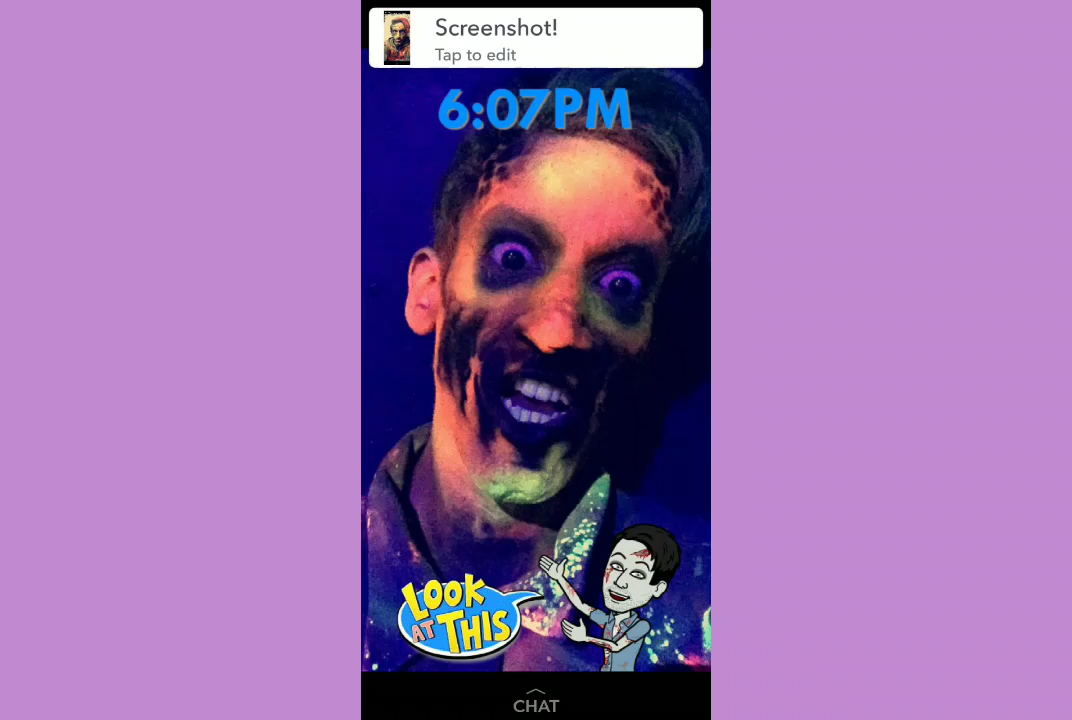 Screenshot!
Tap to edit
6:07PM
LOOK
AT THIS
CHAT